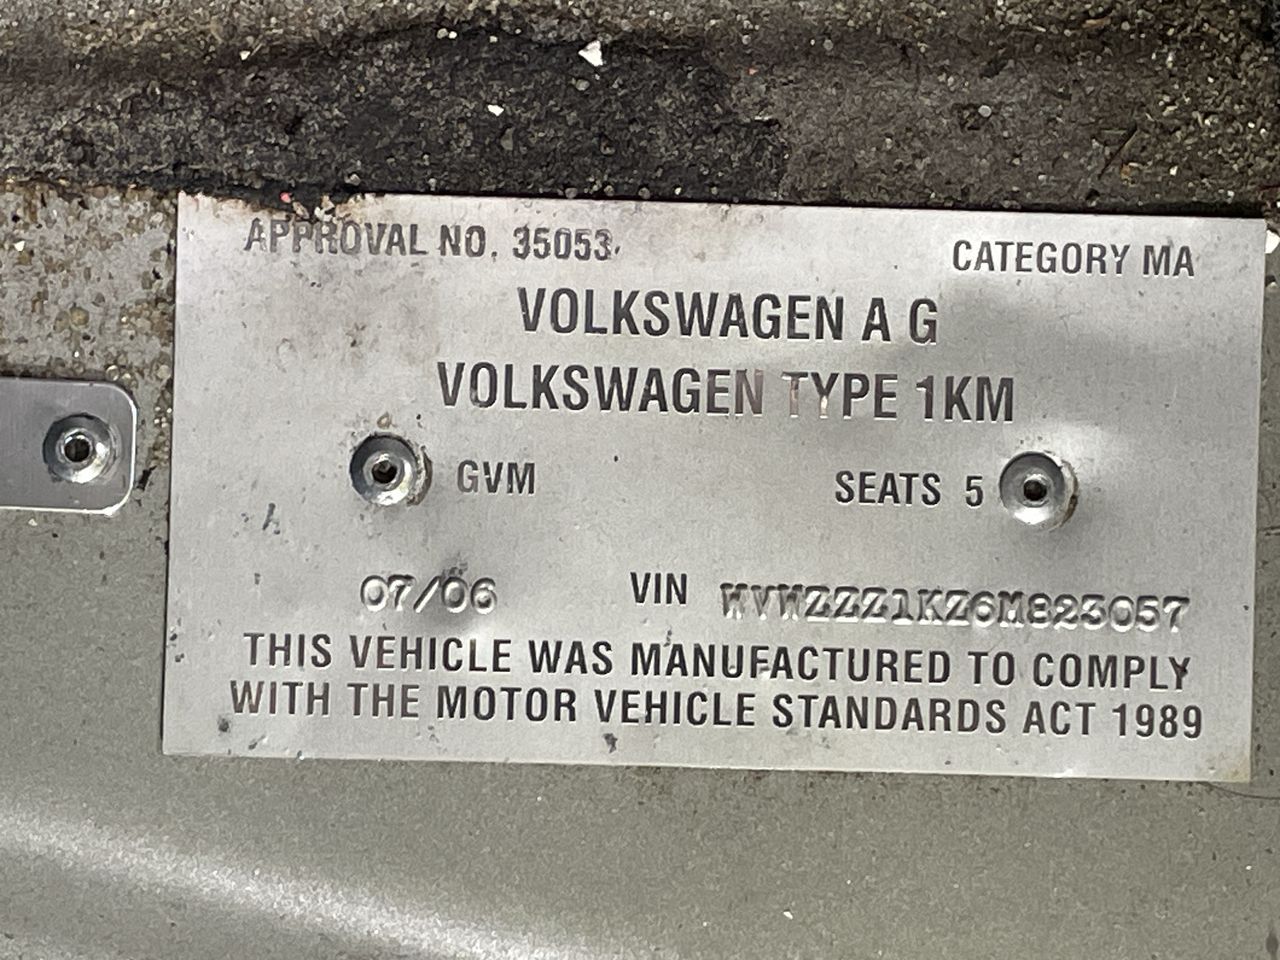 APPROVAL NO. 35053
CATEGORY MA
VOLKSWAGEN A G
VOLKSWAGEN TYPE 1KM
GVM
SEATS 5
07/06
VIN WVWZZZ1KZ6M823057
THIS VEHICLE WAS MANUFACTURED TO COMPLY
WITH THE MOTOR VEHICLE STANDARDS ACT 1989